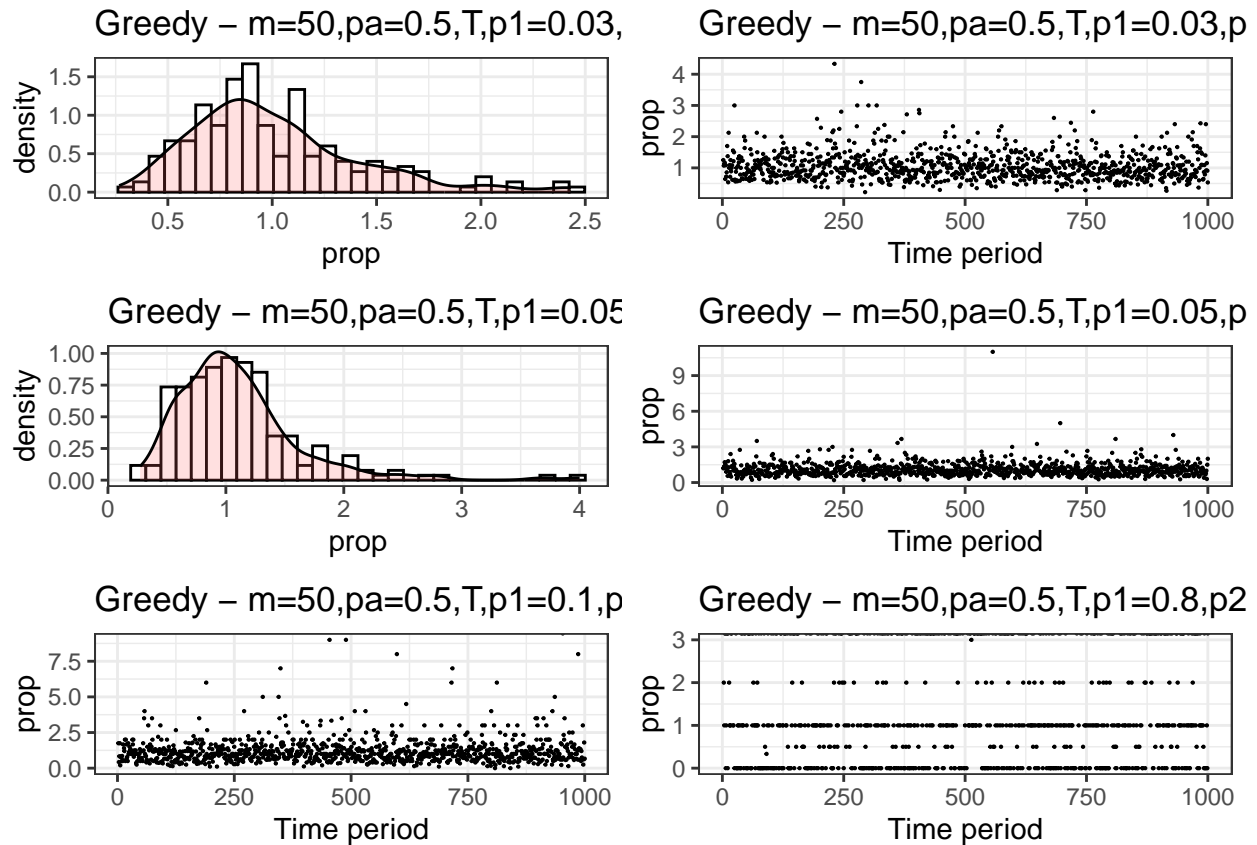 Greedy – m=50,pa=0.5,T,p1=0.03,
density
1.5
1.0
0.5
0.0
0.5 1.0 1.5 2.0 2.5
prop
Greedy – m=50,pa=0.5,T,p1=0.03,p
prop
4
3
2
1
0 250 500 750 1000
Time period
Greedy – m=50,pa=0.5,T,p1=0.05
density
1.00
0.75
0.50
0.25
0.00
0 1 2 3 4
prop
Greedy – m=50,pa=0.5,T,p1=0.05,p
prop
9
6
3
0
0 250 500 750 1000
Time period
Greedy – m=50,pa=0.5,T,p1=0.1,p
prop
7.5
5.0
2.5
0.0
0 250 500 750 1000
Time period
Greedy – m=50,pa=0.5,T,p1=0.8,p2
prop
3
2
1
0
0 250 500 750 1000
Time period